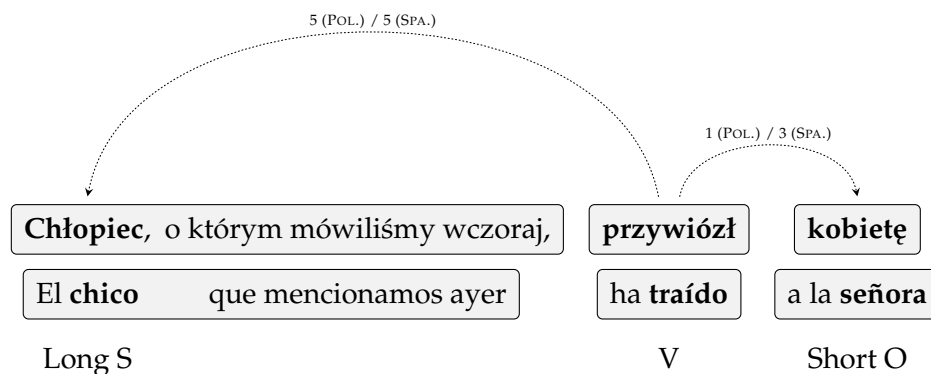 5 (POL.) / 5 (SPA.)
1 (POL.) / 3 (SPA.)
Chłopiec, o którym mówiliśmy wczoraj, przywiózł kobietę
El chico que mencionamos ayer ha traído a la señora
Long S V Short O